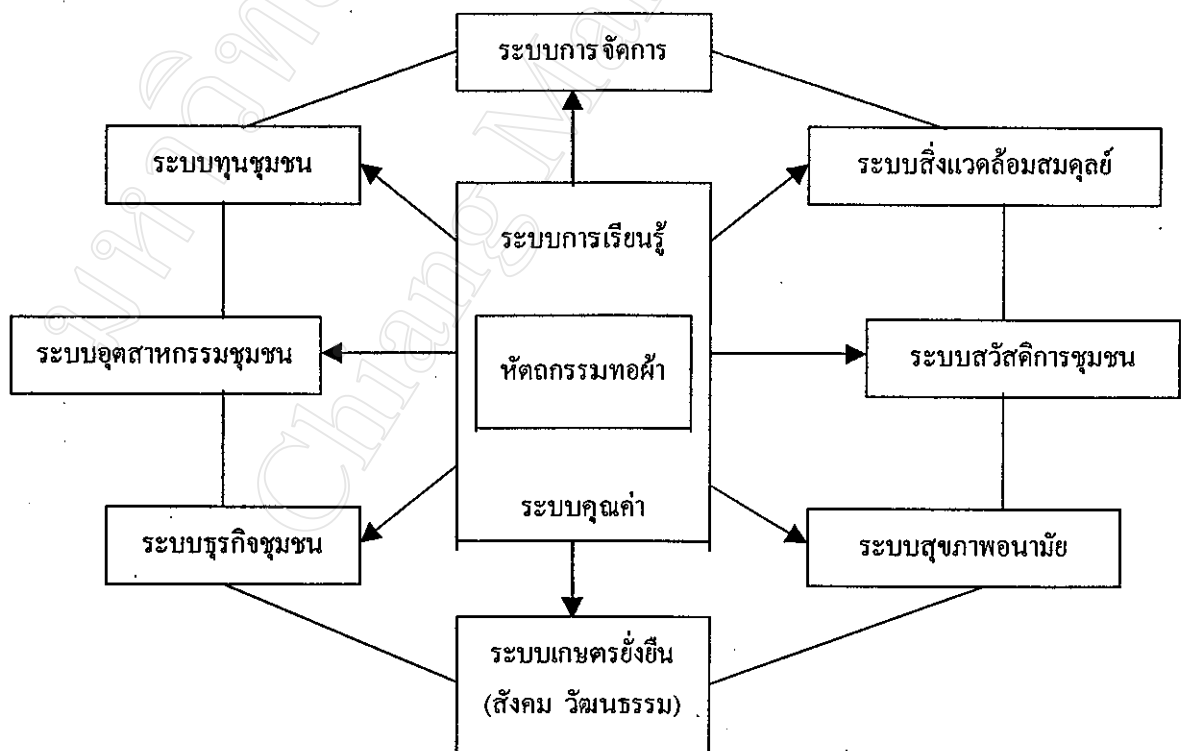 ระบบการจัดการ
ระบบทุนชุมชน
ระบบสิ่งแวดล้อมสมดุลย์
ระบบการเรียนรู้
ระบบอุตสาหกรรมชุมชน
หัตถกรรมทอผ้า
ระบบสวัสดิการชุมชน
ระบบคุณค่า
ระบบธุรกิจชุมชน
ระบบสุขภาพอนามัย
ระบบเกษตรยั่งยืน
(สังคม วัฒนธรรม)
Chiang Ma